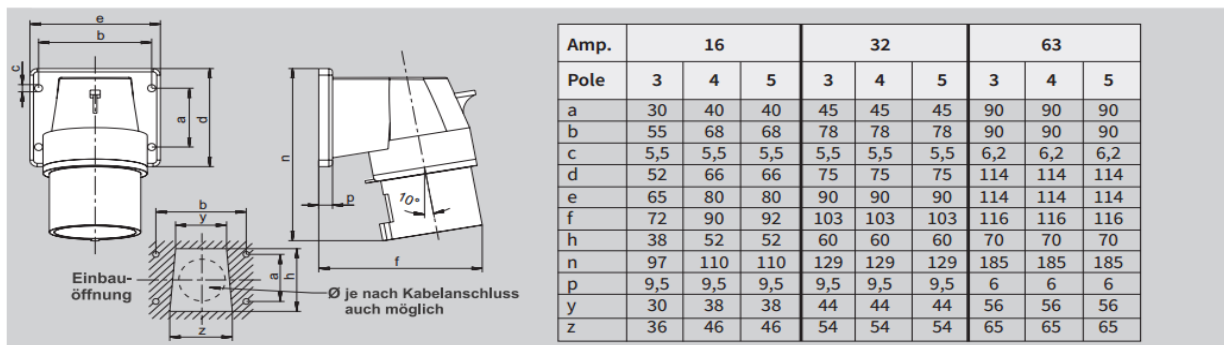 e
b
c
a
d
b
y
a
h
z
Einbau-
öffnung
Ø je nach Kabelanschluss
auch möglich
n
p
10°
f
Amp. 16 32 63
Pole 3 4 5 3 4 5 3 4 5
a 30 40 40 45 45 45 90 90 90
b 55 68 68 78 78 78 90 90 90
c 5,5 5,5 5,5 5,5 5,5 5,5 6,2 6,2 6,2
d 52 66 66 75 75 75 114 114 114
e 65 80 80 90 90 90 114 114 114
f 72 90 92 103 103 103 116 116 116
h 38 52 52 60 60 60 70 70 70
n 97 110 110 129 129 129 185 185 185
p 9,5 9,5 9,5 9,5 9,5 9,5 6 6 6
y 30 38 38 44 44 44 56 56 56
z 36 46 46 54 54 54 65 65 65